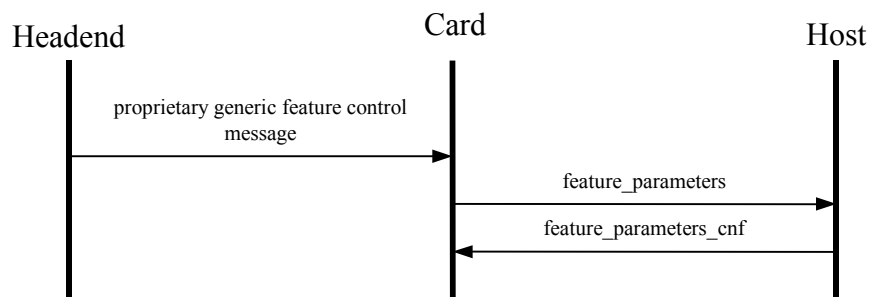 Headend
Card
Host
proprietary generic feature control
message
feature_parameters
feature_parameters_cnf